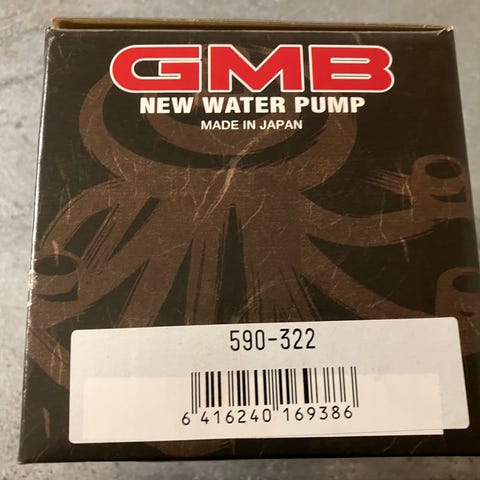 GMB
NEW WATER PUMP
MADE IN JAPAN
590-322
6 416240 169386